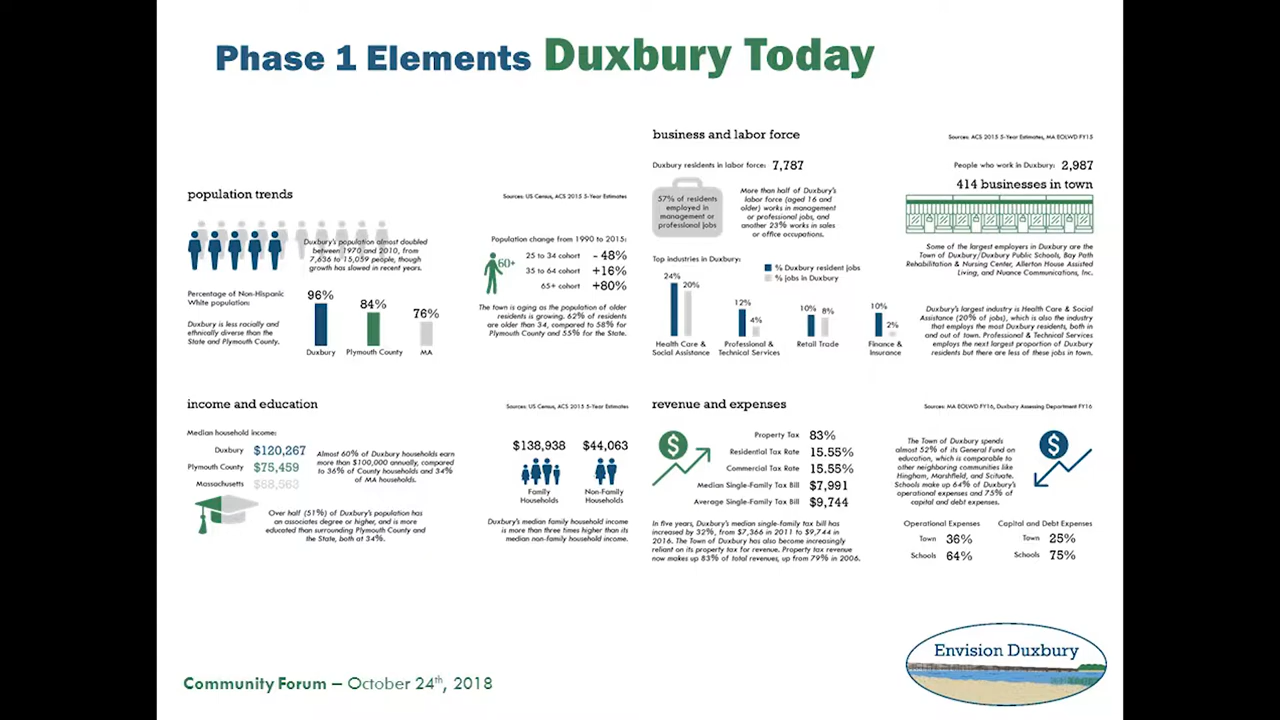 Phase 1 Elements Duxbury Today
population trends
Sources: US Census, ACS 2015 5-Year Estimates
Duxbury's population almost doubled
between 1970 and 2010, from
7,636 to 15,059 people, though
growth has slowed in recent years.
Percentage of Non-Hispanic
White population:
Duxbury is less racially and
ethnically diverse than the
State and Plymouth County.
96%
84%
76%
Duxbury
Plymouth County
MA
60+
Population change from 1990 to 2015:
25 to 34 cohort - 48%
35 to 64 cohort +16%
65+ cohort +80%
The town is aging as the population of older
residents is growing. 62% of residents
are older than 34, compared to 58% for
Plymouth County and 55% for the State.
business and labor force
Sources: ACS 2015 5-Year Estimates, MA EOLWD FY15
Duxbury residents in labor force: 7,787
57% of residents
employed in
management or
professional jobs
More than half of Duxbury's
labor force (aged 16 and
older) works in management
or professional jobs, and
another 23% works in sales
or office occupations.
People who work in Duxbury: 2,987
414 businesses in town
Some of the largest employers in Duxbury are the
Town of Duxbury/Duxbury Public Schools, Bay Path
Rehabilitation & Nursing Center, Allerton House Assisted
Living, and Nuance Communications, Inc.
Top industries in Duxbury:
% Duxbury resident jobs
% jobs in Duxbury
24%
20%
12%
4%
10%
8%
10%
2%
Health Care &
Social Assistance
Professional &
Technical Services
Retail Trade
Finance &
Insurance
Duxbury's largest industry is Health Care & Social
Assistance (20% of jobs), which is also the industry
that employs the most Duxbury residents, both in
and out of town. Professional & Technical Services
employs the next largest proportion of Duxbury
residents but there are less of these jobs in town.
income and education
Sources: US Census, ACS 2015 5-Year Estimates
Median household income:
Duxbury $120,267
Plymouth County $75,459
Massachusetts $68,563
Almost 60% of Duxbury households earn
more than $100,000 annually, compared
to 36% of County households and 34%
of MA households.
Over half (51%) of Duxbury's population has
an associates degree or higher, and is more
educated than surrounding Plymouth County and
the State, both at 34%.
$138,938
$44,063
Family
Households
Non-Family
Households
Duxbury's median family household income
is more than three times higher than its
median non-family household income.
revenue and expenses
Sources: MA EOLWD FY16, Duxbury Assessing Department FY16
$
Property Tax 83%
Residential Tax Rate 15.55%
Commercial Tax Rate 15.55%
Median Single-Family Tax Bill $7,991
Average Single-Family Tax Bill $9,744
In five years, Duxbury's median single-family tax bill has
increased by 32%, from $7,366 in 2011 to $9,744 in
2016. The Town of Duxbury has also become increasingly
reliant on its property tax for revenue. Property tax revenue
now makes up 83% of total revenues, up from 79% in 2006.
The Town of Duxbury spends
almost 52% of its General Fund on
education, which is comparable to
other neighboring communities like
Hingham, Marshfield, and Scituate.
Schools make up 64% of Duxbury's
operational expenses and 75% of
capital and debt expenses.
$
Operational Expenses
Town 36%
Schools 64%
Capital and Debt Expenses
Town 25%
Schools 75%
Community Forum – October 24th, 2018
Envision Duxbury